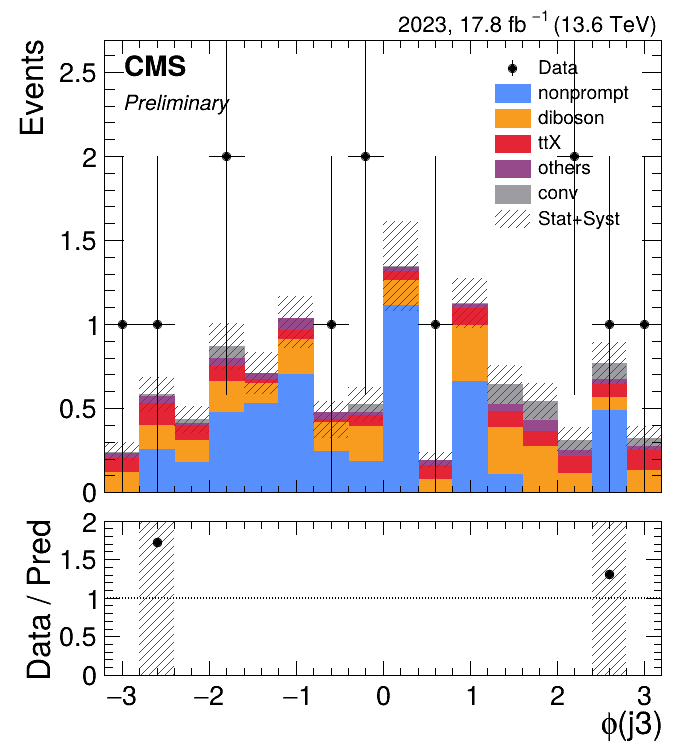 2023, 17.8 fb⁻¹ (13.6 TeV)
Events
CMS
Preliminary
Data
nonprompt
diboson
ttX
others
conv
Stat+Syst
2.5
2
1.5
1
0.5
0
Data / Pred
2
1.5
1
0.5
0
−3 −2 −1 0 1 2 3
ϕ(j3)